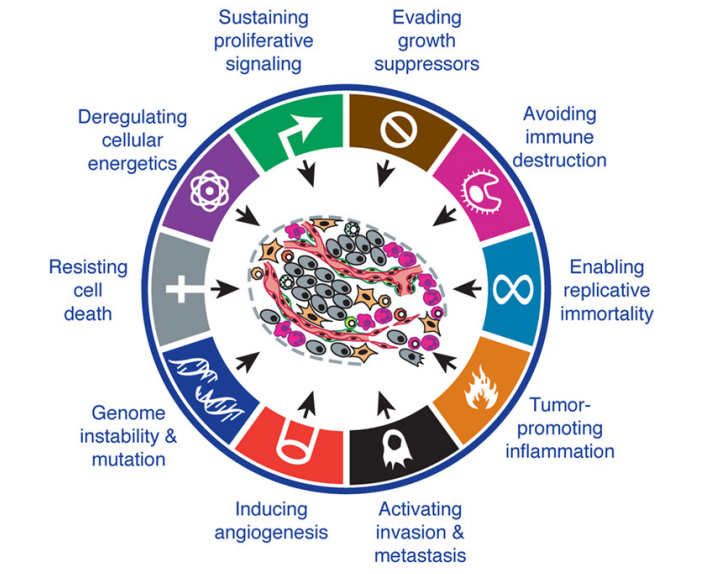 Sustaining
proliferative
signaling
Evading
growth
suppressors
Avoiding
immune
destruction
Enabling
replicative
immortality
Tumor-
promoting
inflammation
Activating
invasion &
metastasis
Inducing
angiogenesis
Genome
instability &
mutation
Resisting
cell
death
Deregulating
cellular
energetics